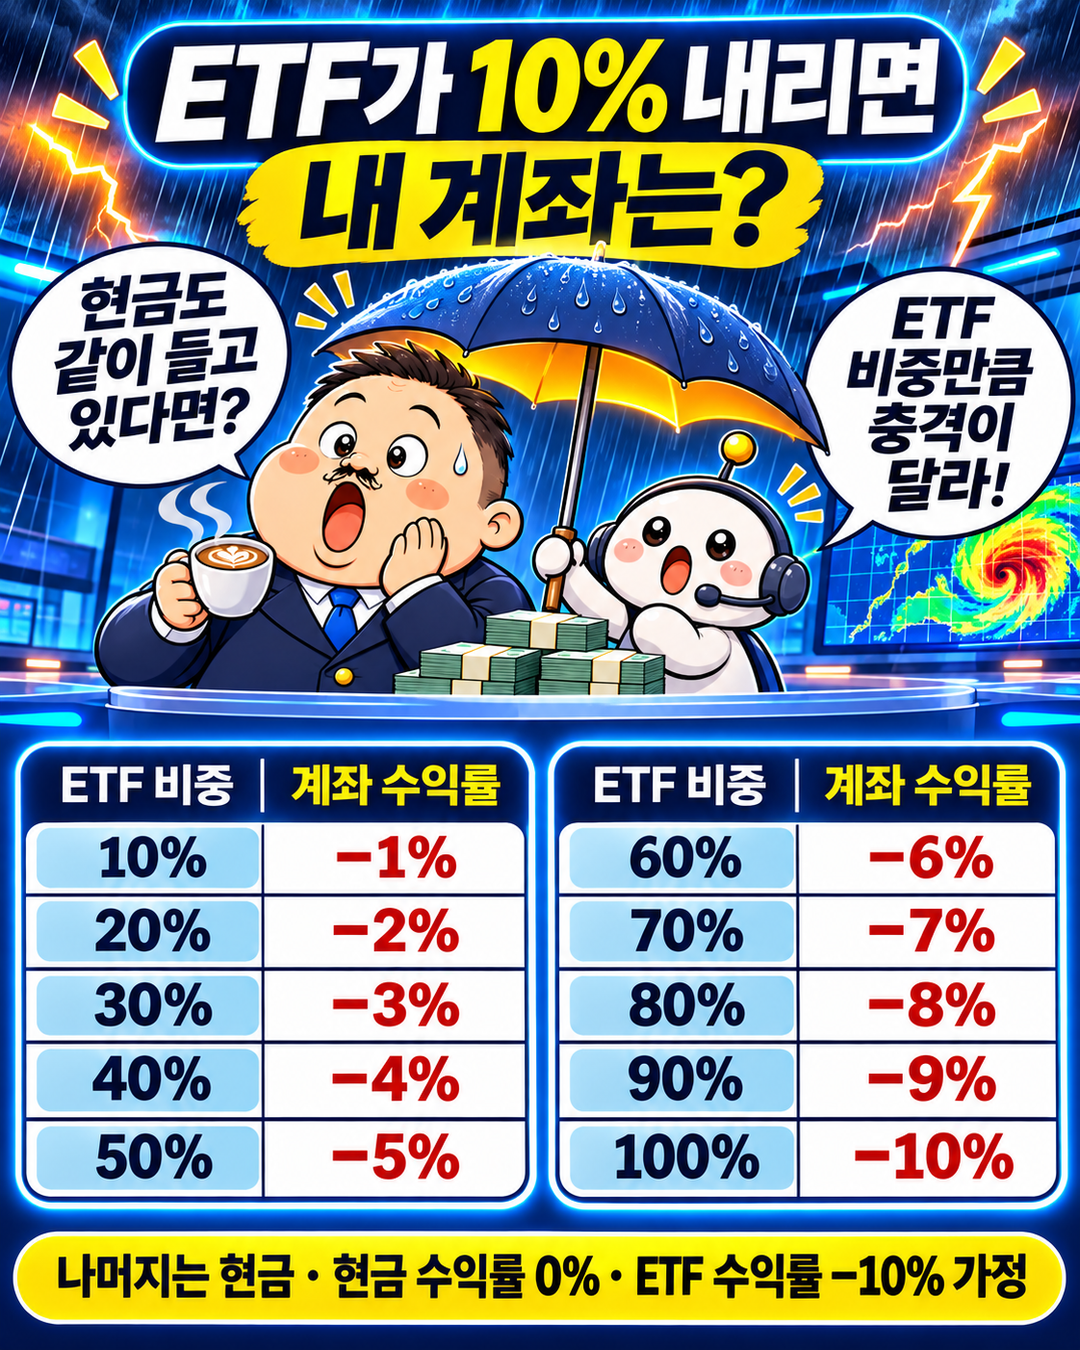 ETF가 10% 내리면
내 계좌는?
현금도
같이 들고
있다면?
ETF
비중만큼
충격이
달라!
ETF 비중 | 계좌 수익률
10% −1%
20% −2%
30% −3%
40% −4%
50% −5%
ETF 비중 | 계좌 수익률
60% −6%
70% −7%
80% −8%
90% −9%
100% −10%
나머지는 현금 · 현금 수익률 0% · ETF 수익률 −10% 가정